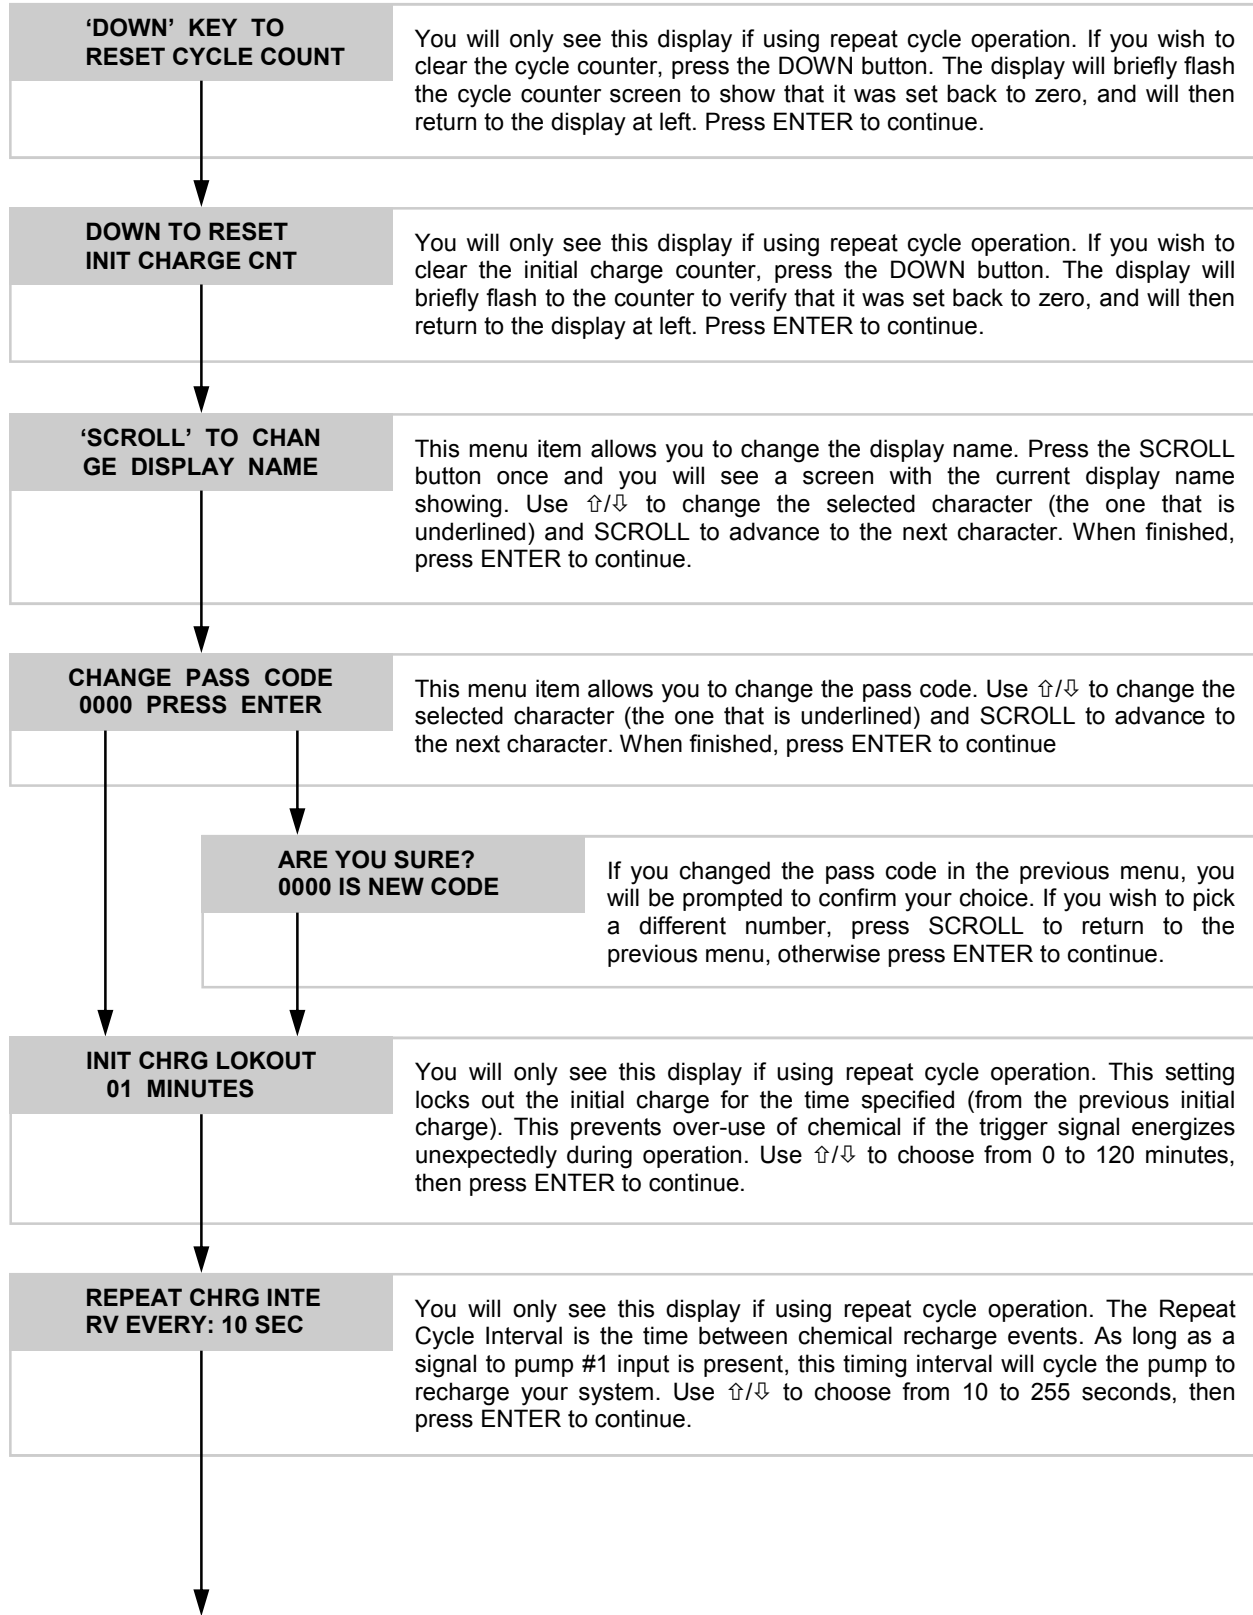 ‘DOWN’ KEY TO
RESET CYCLE COUNT
You will only see this display if using repeat cycle operation. If you wish to
clear the cycle counter, press the DOWN button. The display will briefly flash
the cycle counter screen to show that it was set back to zero, and will then
return to the display at left. Press ENTER to continue.
DOWN TO RESET
INIT CHARGE CNT
You will only see this display if using repeat cycle operation. If you wish to
clear the initial charge counter, press the DOWN button. The display will
briefly flash to the counter to verify that it was set back to zero, and will then
return to the display at left. Press ENTER to continue.
‘SCROLL’ TO CHAN
GE DISPLAY NAME
This menu item allows you to change the display name. Press the SCROLL
button once and you will see a screen with the current display name
showing. Use ⇧/⇩ to change the selected character (the one that is
underlined) and SCROLL to advance to the next character. When finished,
press ENTER to continue.
CHANGE PASS CODE
0000 PRESS ENTER
This menu item allows you to change the pass code. Use ⇧/⇩ to change the
selected character (the one that is underlined) and SCROLL to advance to
the next character. When finished, press ENTER to continue
ARE YOU SURE?
0000 IS NEW CODE
If you changed the pass code in the previous menu, you
will be prompted to confirm your choice. If you wish to pick
a different number, press SCROLL to return to the
previous menu, otherwise press ENTER to continue.
INIT CHRG LOKOUT
01 MINUTES
You will only see this display if using repeat cycle operation. This setting
locks out the initial charge for the time specified (from the previous initial
charge). This prevents over-use of chemical if the trigger signal energizes
unexpectedly during operation. Use ⇧/⇩ to choose from 0 to 120 minutes,
then press ENTER to continue.
REPEAT CHRG INTE
RV EVERY: 10 SEC
You will only see this display if using repeat cycle operation. The Repeat
Cycle Interval is the time between chemical recharge events. As long as a
signal to pump #1 input is present, this timing interval will cycle the pump to
recharge your system. Use ⇧/⇩ to choose from 10 to 255 seconds, then
press ENTER to continue.